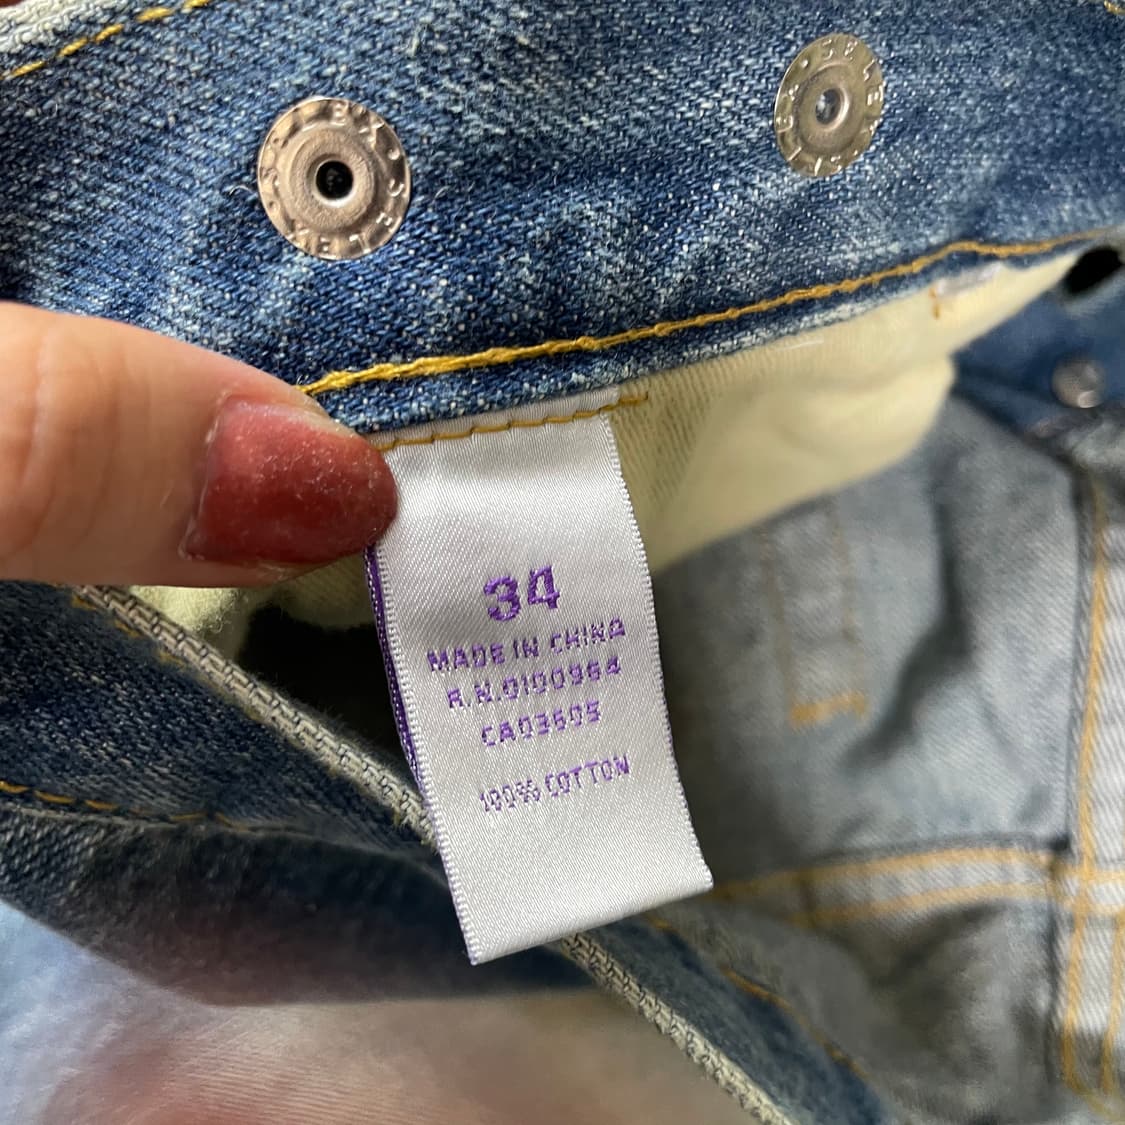 34
MADE IN CHINA
R.N.0100964
CA03505
100% COTTON